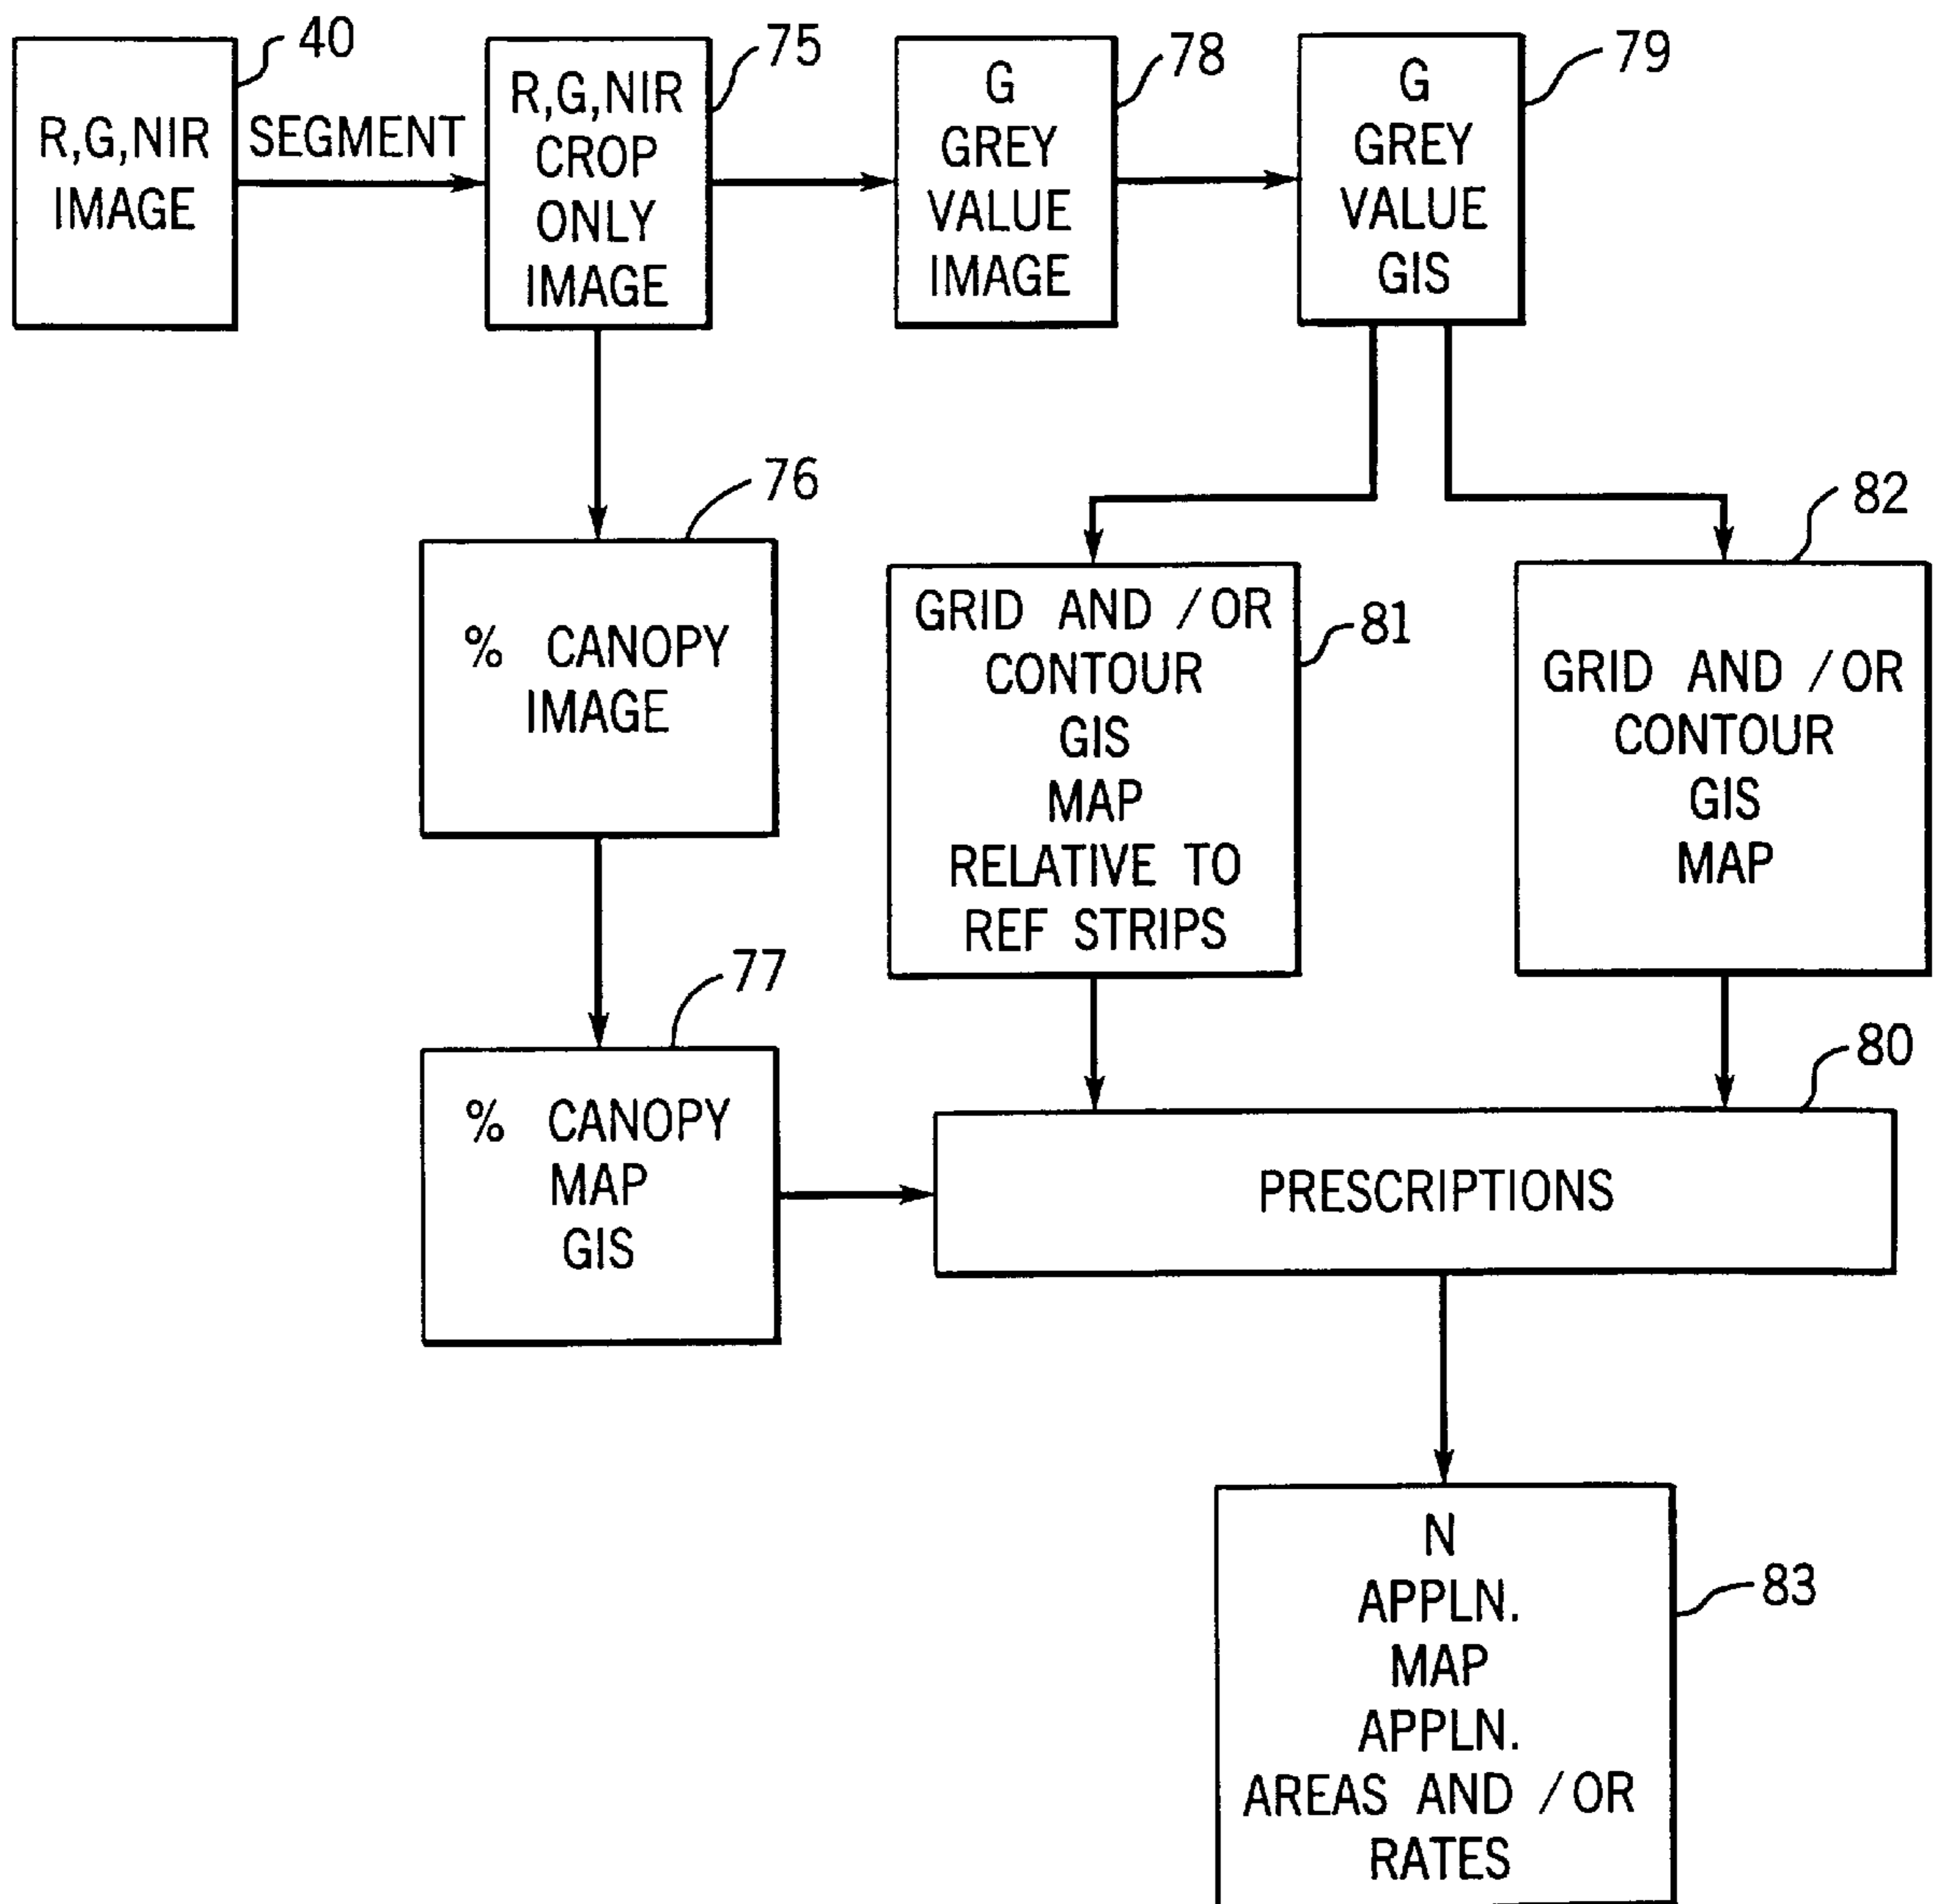 40
R,G,NIR
IMAGE
SEGMENT
75
R,G,NIR
CROP
ONLY
IMAGE
78
G
GREY
VALUE
IMAGE
79
G
GREY
VALUE
GIS
76
% CANOPY
IMAGE
81
GRID AND /OR
CONTOUR
GIS
MAP
RELATIVE TO
REF STRIPS
82
GRID AND /OR
CONTOUR
GIS
MAP
77
% CANOPY
MAP
GIS
80
PRESCRIPTIONS
83
N
APPLN.
MAP
APPLN.
AREAS AND /OR
RATES